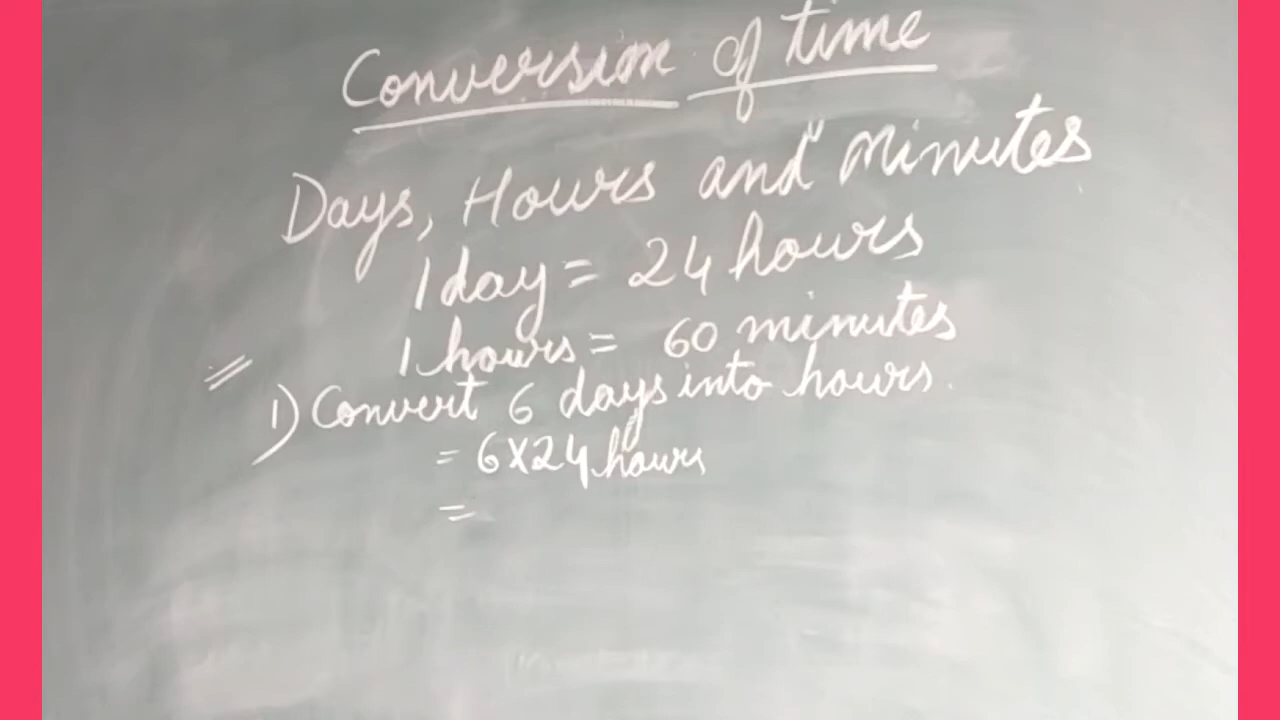 Conversion of time
Days, Hours and Minutes
1 day = 24 hours
1 hours = 60 minutes
1) Convert 6 days into hours.
= 6x24 hours
=